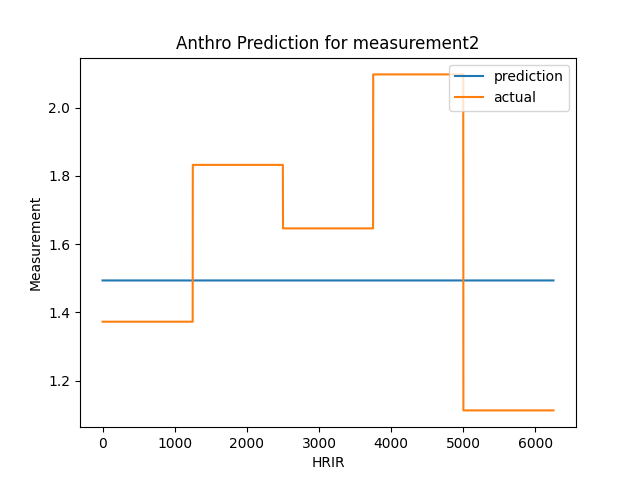 Anthro Prediction for measurement2
prediction
actual
2.0
1.8
1.6
1.4
1.2
Measurement
0 1000 2000 3000 4000 5000 6000
HRIR